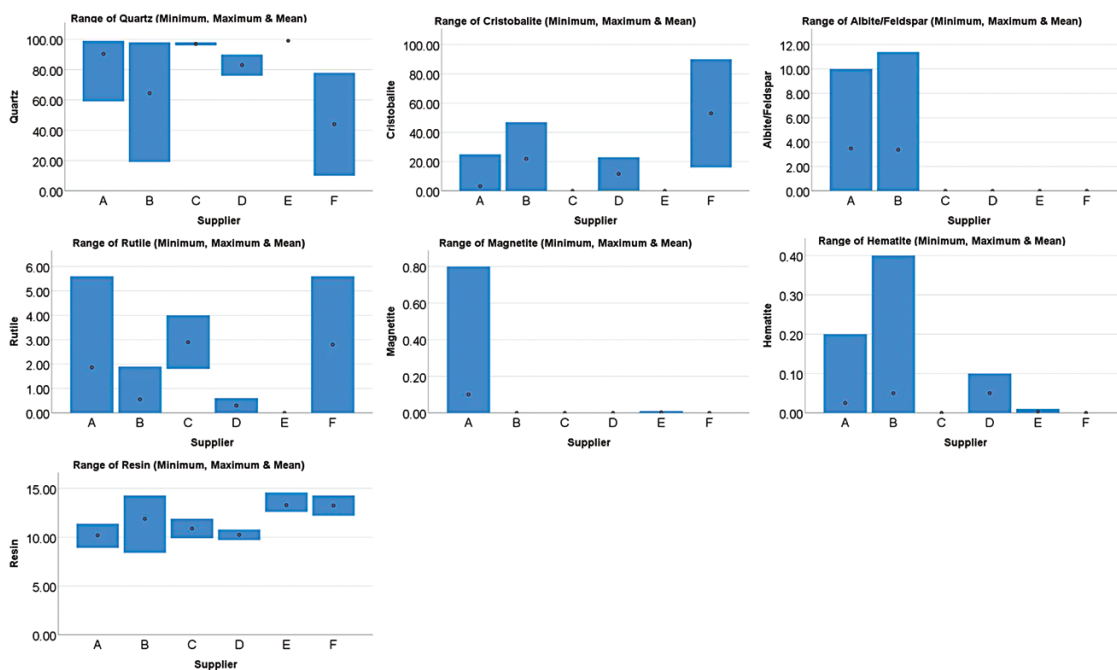 Range of Quartz (Minimum, Maximum & Mean)
100.00
80.00
60.00
40.00
20.00
0.00
Quartz
A B C D E F
Supplier
Range of Cristobalite (Minimum, Maximum & Mean)
100.00
80.00
60.00
40.00
20.00
0.00
Cristobalite
A B C D E F
Supplier
Range of Albite/Feldspar (Minimum, Maximum & Mean)
12.00
10.00
8.00
6.00
4.00
2.00
0.00
Albite/Feldspar
A B C D E F
Supplier
Range of Rutile (Minimum, Maximum & Mean)
6.00
5.00
4.00
3.00
2.00
1.00
0.00
Rutile
A B C D E F
Supplier
Range of Magnetite (Minimum, Maximum & Mean)
0.80
0.60
0.40
0.20
0.00
Magnetite
A B C D E F
Supplier
Range of Hematite (Minimum, Maximum & Mean)
0.40
0.30
0.20
0.10
0.00
Hematite
A B C D E F
Supplier
Range of Resin (Minimum, Maximum & Mean)
15.00
10.00
5.00
0.00
Resin
A B C D E F
Supplier